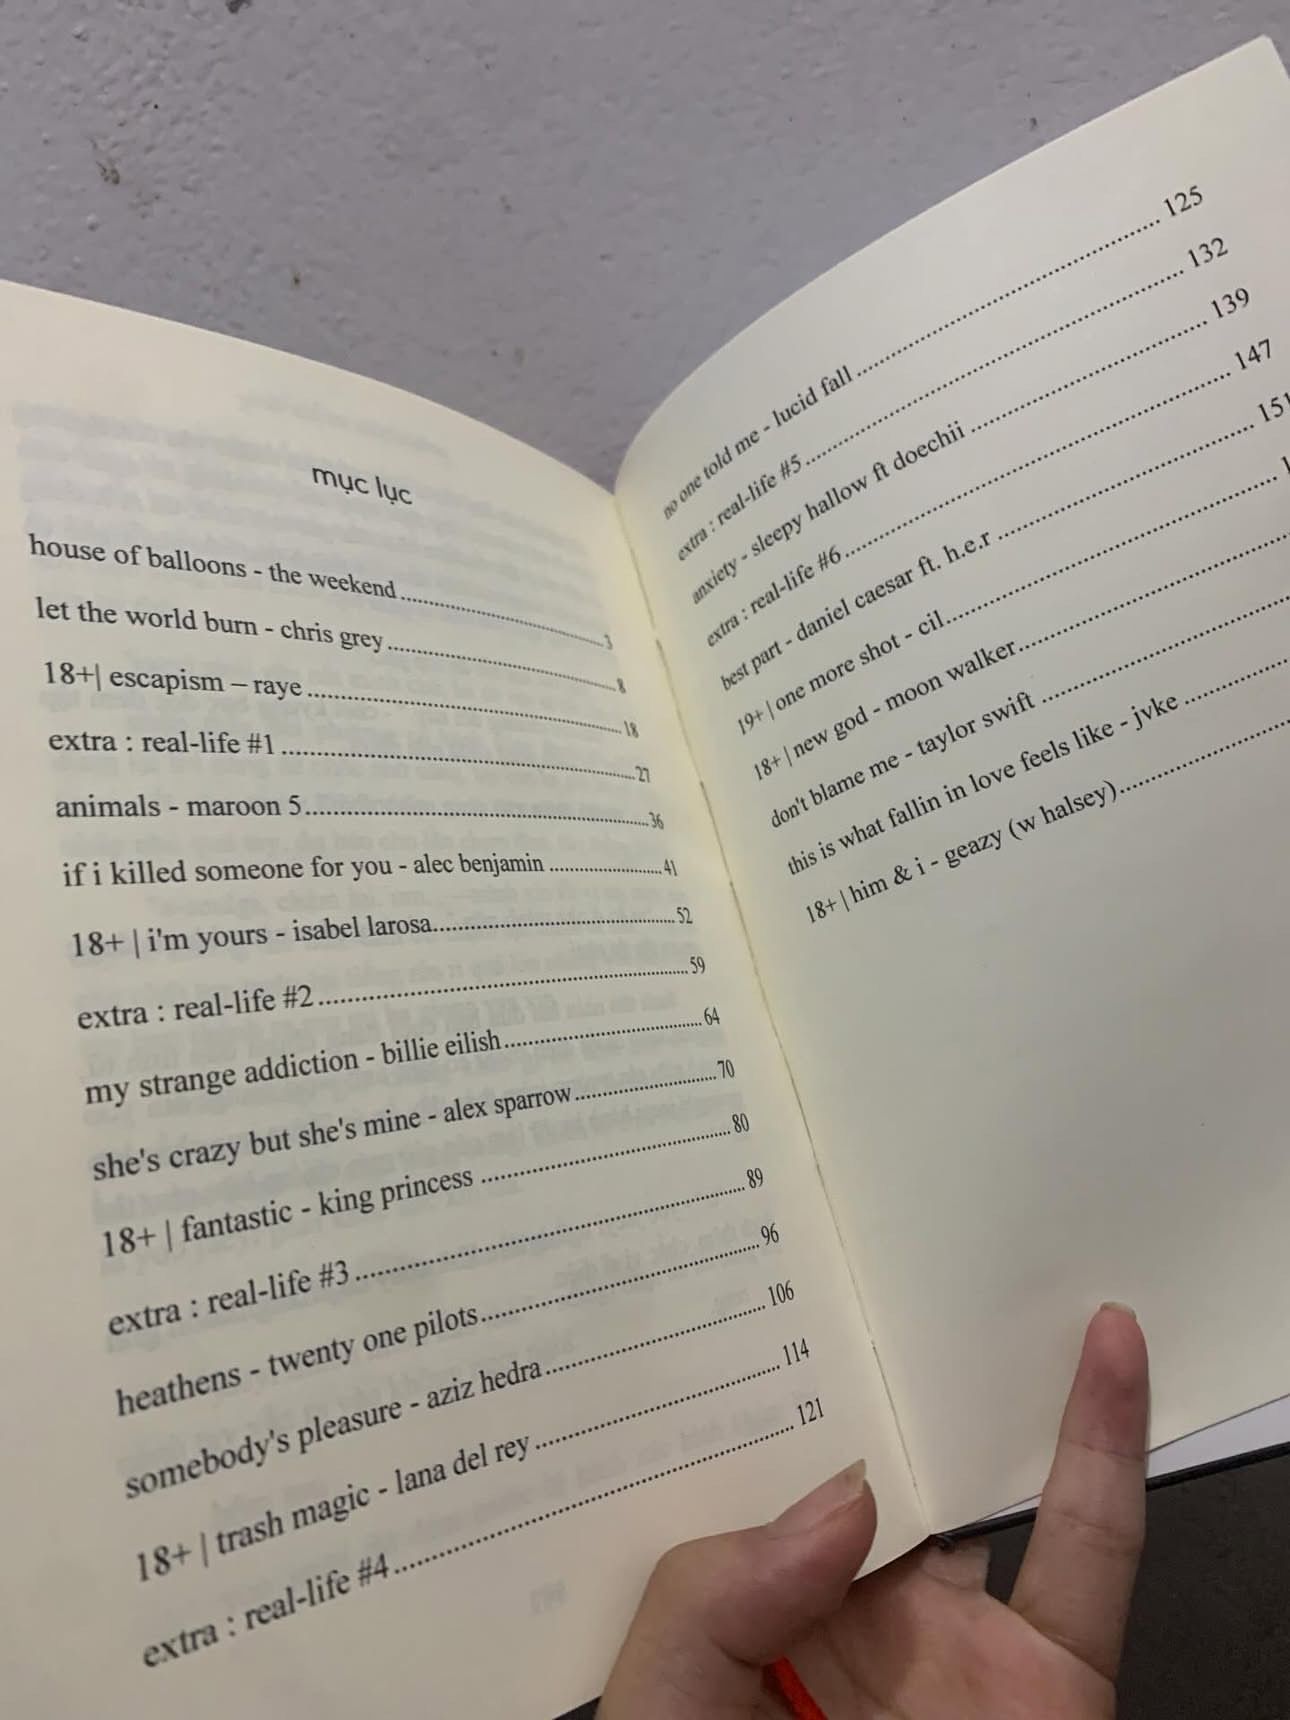 mục lục
house of balloons - the weekend........3
let the world burn - chris grey........8
18+| escapism – raye........18
extra : real-life #1........27
animals - maroon 5........36
if i killed someone for you - alec benjamin........41
18+ | i'm yours - isabel larosa........52
extra : real-life #2........59
my strange addiction - billie eilish........64
she's crazy but she's mine - alex sparrow........70
18+ | fantastic - king princess........80
extra : real-life #3........89
heathens - twenty one pilots........96
somebody's pleasure - aziz hedra........106
18+ | trash magic - lana del rey........114
extra : real-life #4........121
no one told me - lucid fall........125
extra : real-life #5........132
anxiety - sleepy hallow ft doechii........139
extra : real-life #6........147
best part - daniel caesar ft. h.e.r........151
19+ | one more shot - cil........
18+ | new god - moon walker........
don't blame me - taylor swift........
this is what fallin in love feels like - jvke........
18+ | him & i - geazy (w halsey)........